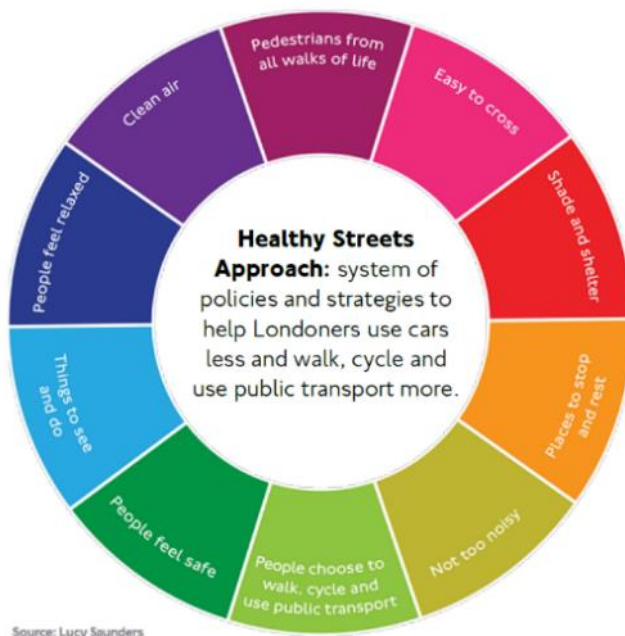 Pedestrians from
all walks of life
Easy to cross
Shade and shelter
Places to stop
and rest
Not too noisy
People choose to
walk, cycle and
use public transport
People feel safe
Things to see
and do
People feel relaxed
Clean air
Healthy Streets
Approach: system of
policies and strategies to
help Londoners use cars
less and walk, cycle and
use public transport more.
Source: Lucy Saunders